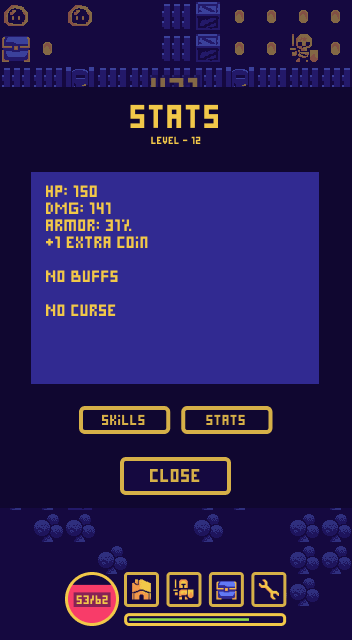 STATS
LEVEL - 12
HP: 150
DMG: 141
ARMOR: 31%
+1 EXTRA COIN
NO BUFFS
NO CURSE
SKILLS STATS
CLOSE
53/62